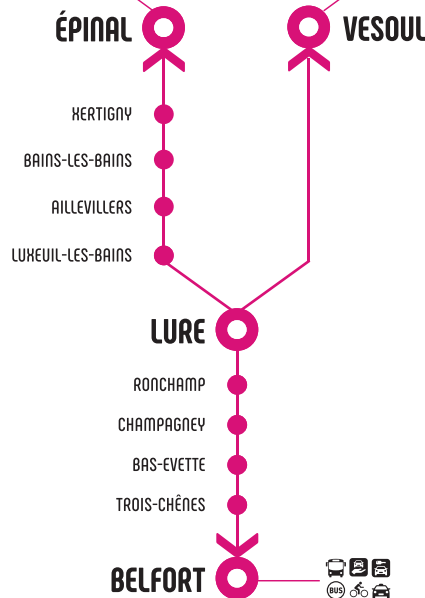 ÉPINAL
VESOUL
XERTIGNY
BAINS-LES-BAINS
AILLEVILLERS
LUXEUIL-LES-BAINS
LURE
RONCHAMP
CHAMPAGNEY
BAS-EVETTE
TROIS-CHÊNES
BELFORT
BUS